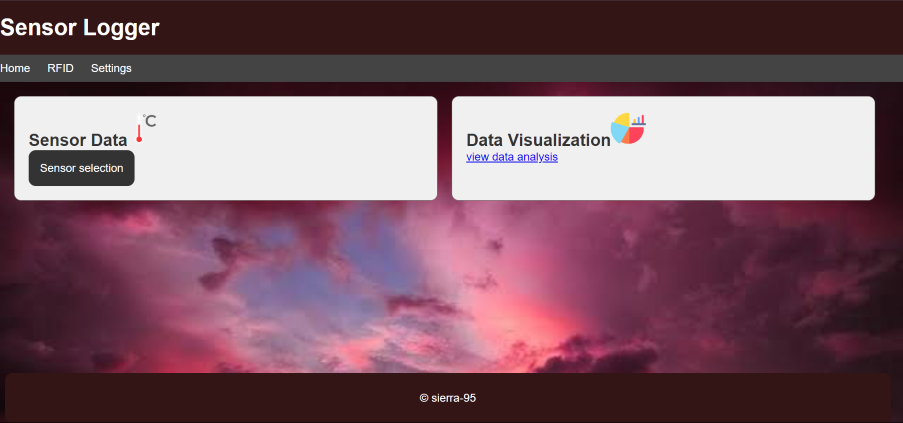 Sensor Logger
Home RFID Settings
Sensor Data °C
Sensor selection
Data Visualization
view data analysis
© sierra-95